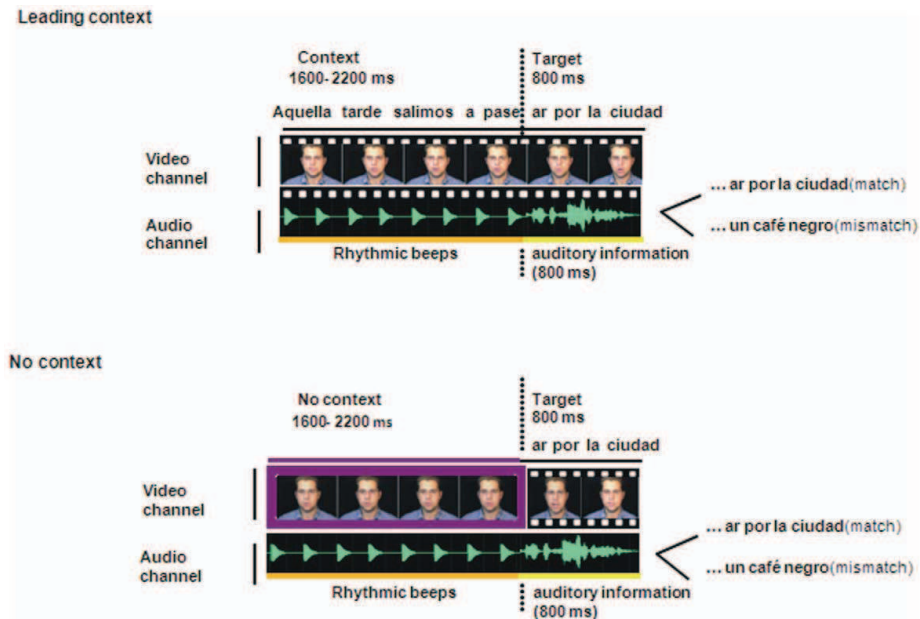 Leading context
Context
1600- 2200 ms
Target
800 ms
Aquella tarde salimos a pase ar por la ciudad
Video
channel
Audio
channel
... ar por la ciudad(match)
... un café negro(mismatch)
Rhythmic beeps
auditory information
(800 ms)
No context
No context
1600- 2200 ms
Target
800 ms
ar por la ciudad
Video
channel
Audio
channel
... ar por la ciudad(match)
... un café negro(mismatch)
Rhythmic beeps
auditory information
(800 ms)